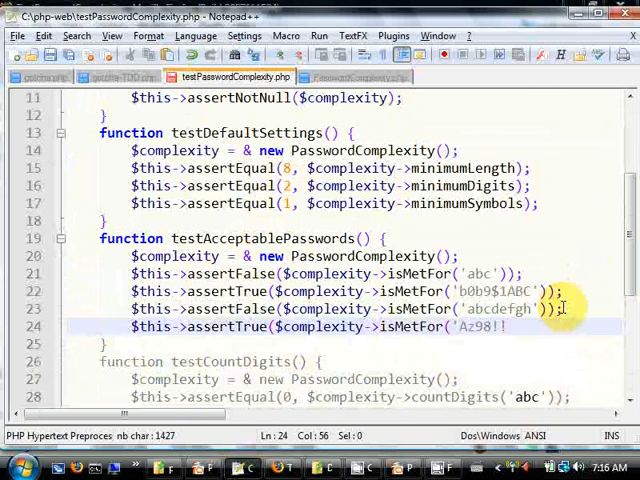 C:\php-web\testPasswordComplexity.php - Notepad++
File Edit Search View Format Language Settings Macro Run TextFX Plugins Window ? X
testPasswordComplexity.php PasswordComplexity.php
11 $this->assertNotNull($complexity);
12 }
13 function testDefaultSettings() {
14 $complexity = & new PasswordComplexity();
15 $this->assertEqual(8, $complexity->minimumLength);
16 $this->assertEqual(2, $complexity->minimumDigits);
17 $this->assertEqual(1, $complexity->minimumSymbols);
18 }
19 function testAcceptablePasswords() {
20 $complexity = & new PasswordComplexity();
21 $this->assertFalse($complexity->isMetFor('abc'));
22 $this->assertTrue($complexity->isMetFor('b0b9$1ABC'));
23 $this->assertFalse($complexity->isMetFor('abcdefgh'));
24 $this->assertTrue($complexity->isMetFor('Az98!!
25 }
26 function testCountDigits() {
27 $complexity = & new PasswordComplexity();
28 $this->assertEqual(0, $complexity->countDigits('abc'));
PHP Hypertext Preproces nb char : 1427 Ln : 24 Col : 56 Sel : 0 Dos\Windows ANSI INS
F P C T F C P F 7:16 AM